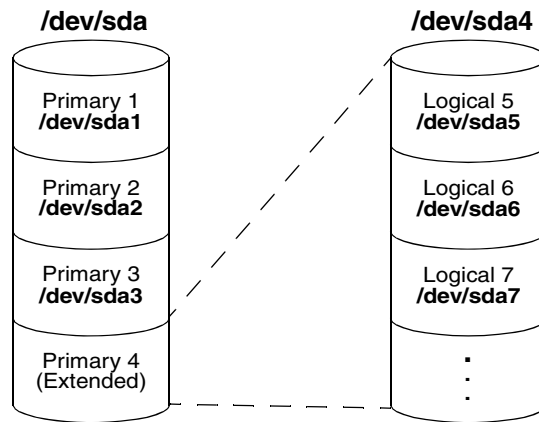 /dev/sda
Primary 1
/dev/sda1
Primary 2
/dev/sda2
Primary 3
/dev/sda3
Primary 4
(Extended)
/dev/sda4
Logical 5
/dev/sda5
Logical 6
/dev/sda6
Logical 7
/dev/sda7